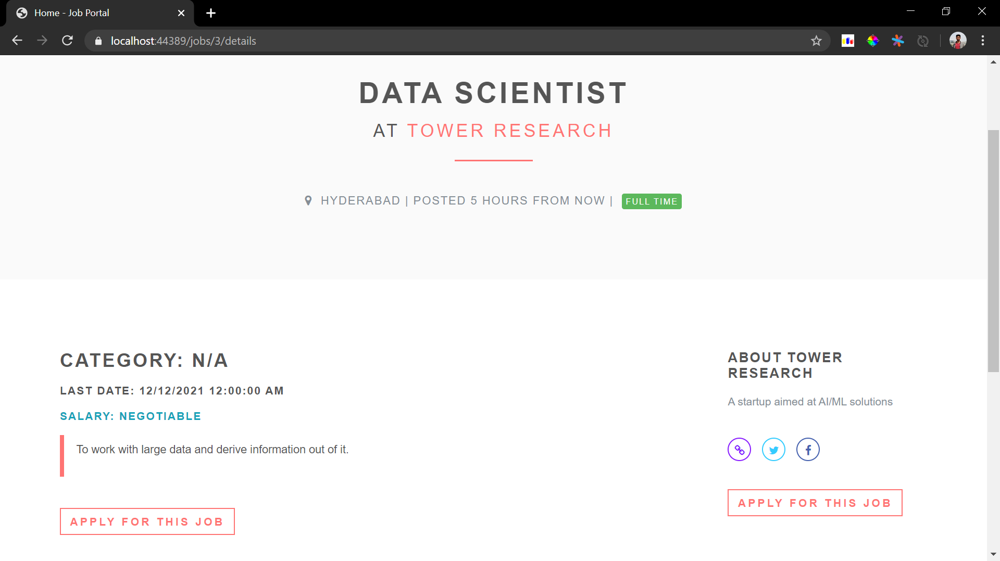 Home - Job Portal
localhost:44389/jobs/3/details
DATA SCIENTIST
AT TOWER RESEARCH
HYDERABAD | POSTED 5 HOURS FROM NOW | FULL TIME
CATEGORY: N/A
LAST DATE: 12/12/2021 12:00:00 AM
SALARY: NEGOTIABLE
To work with large data and derive information out of it.
APPLY FOR THIS JOB
ABOUT TOWER
RESEARCH
A startup aimed at AI/ML solutions
APPLY FOR THIS JOB